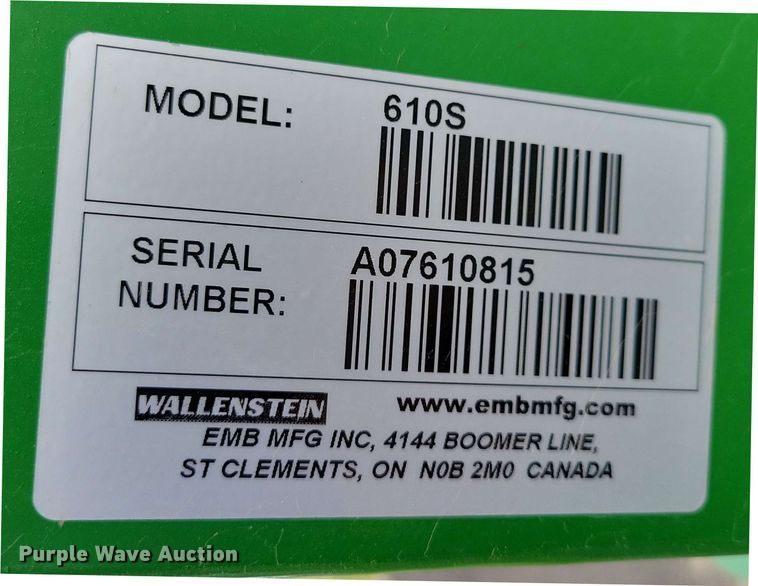 MODEL: 610S
SERIAL NUMBER: A07610815
WALLENSTEIN www.embmfg.com
EMB MFG INC, 4144 BOOMER LINE,
ST CLEMENTS, ON N0B 2M0 CANADA
Purple Wave Auction